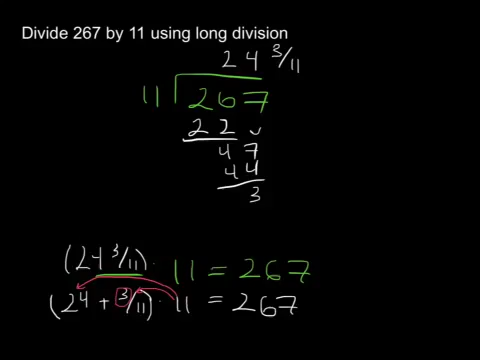 Divide 267 by 11 using long division
24 3/11
11 267
22
47
44
3
(24 3/11) · 11 = 267
(24 + 3/11) · 11 = 267